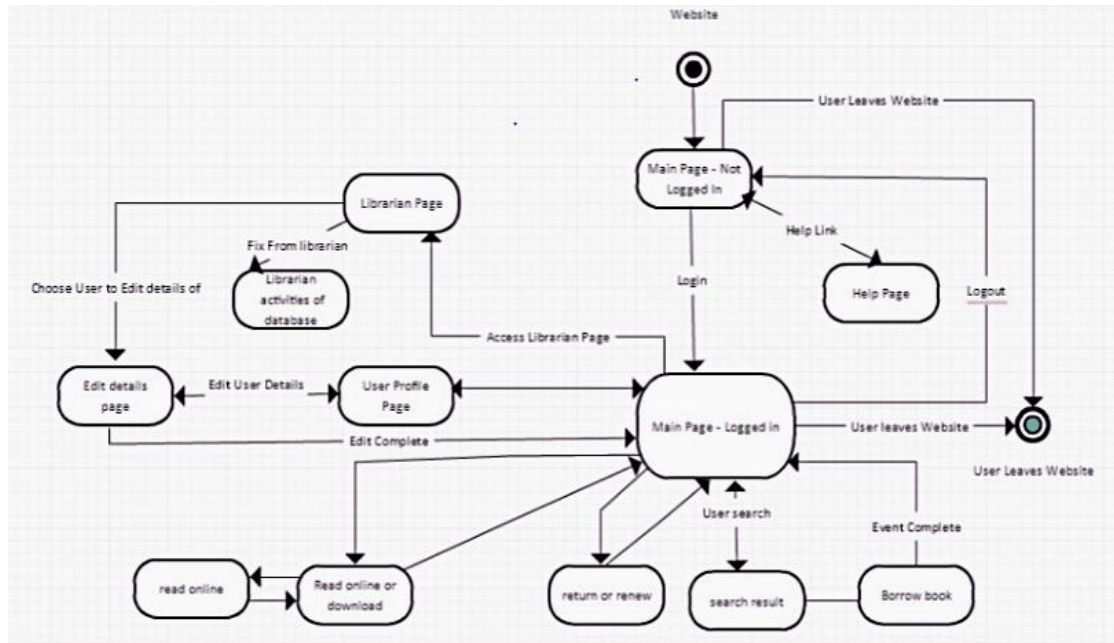 Website
User Leaves Website
Main Page - Not
Logged In
Librarian Page
Help Link
Fix From librarian
Librarian
activities of
database
Choose User to Edit details of
Login
Help Page
Logout
Access Librarian Page
Edit details
page
Edit User Details
User Profile
Page
Main Page - Logged in
User leaves Website
Edit Complete
User Leaves Website
User search
Event Complete
read online
Read online or
download
return or renew
search result
Borrow book